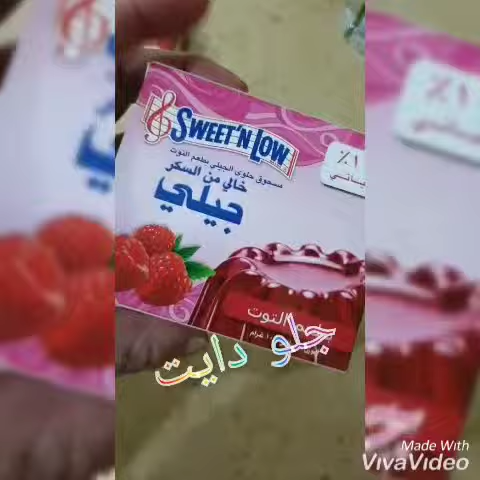 SWEET'N LOW
مسحوق حلوى الجيلي بطعم التوت
خالي من السكر
جيلي
التوت
جلو دايت
Made With
VivaVideo